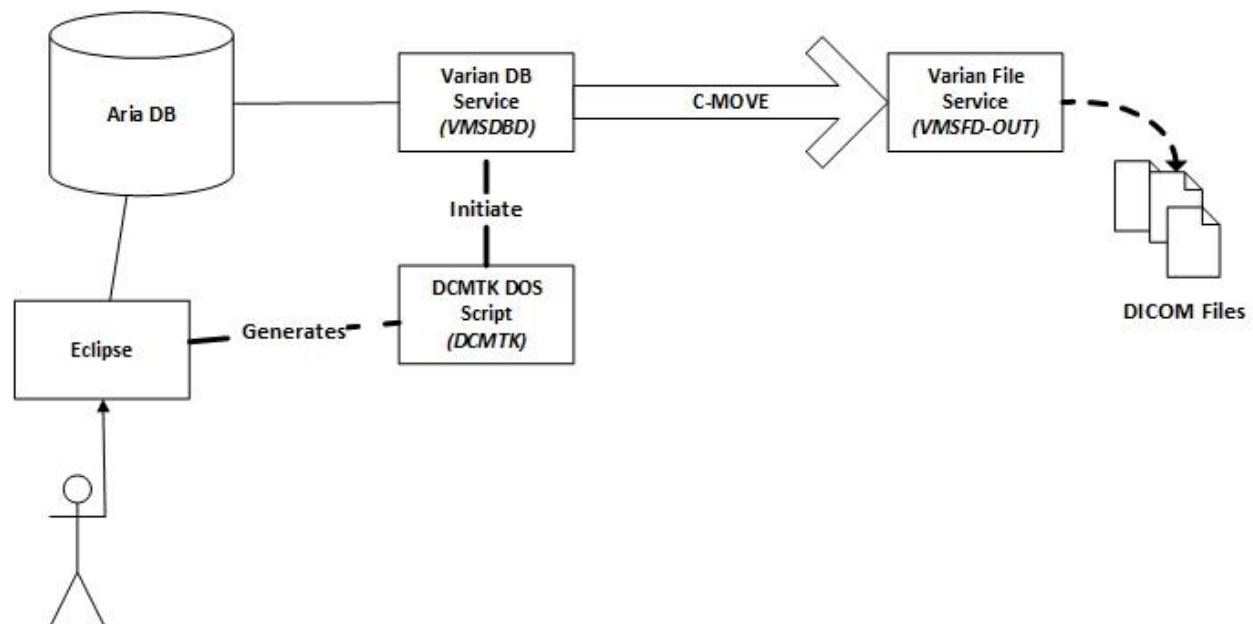 Aria DB
Varian DB
Service
(VMSDBD)
C-MOVE
Varian File
Service
(VMSFD-OUT)
Initiate
DICOM Files
DCMTK DOS
Script
(DCMTK)
Generates
Eclipse